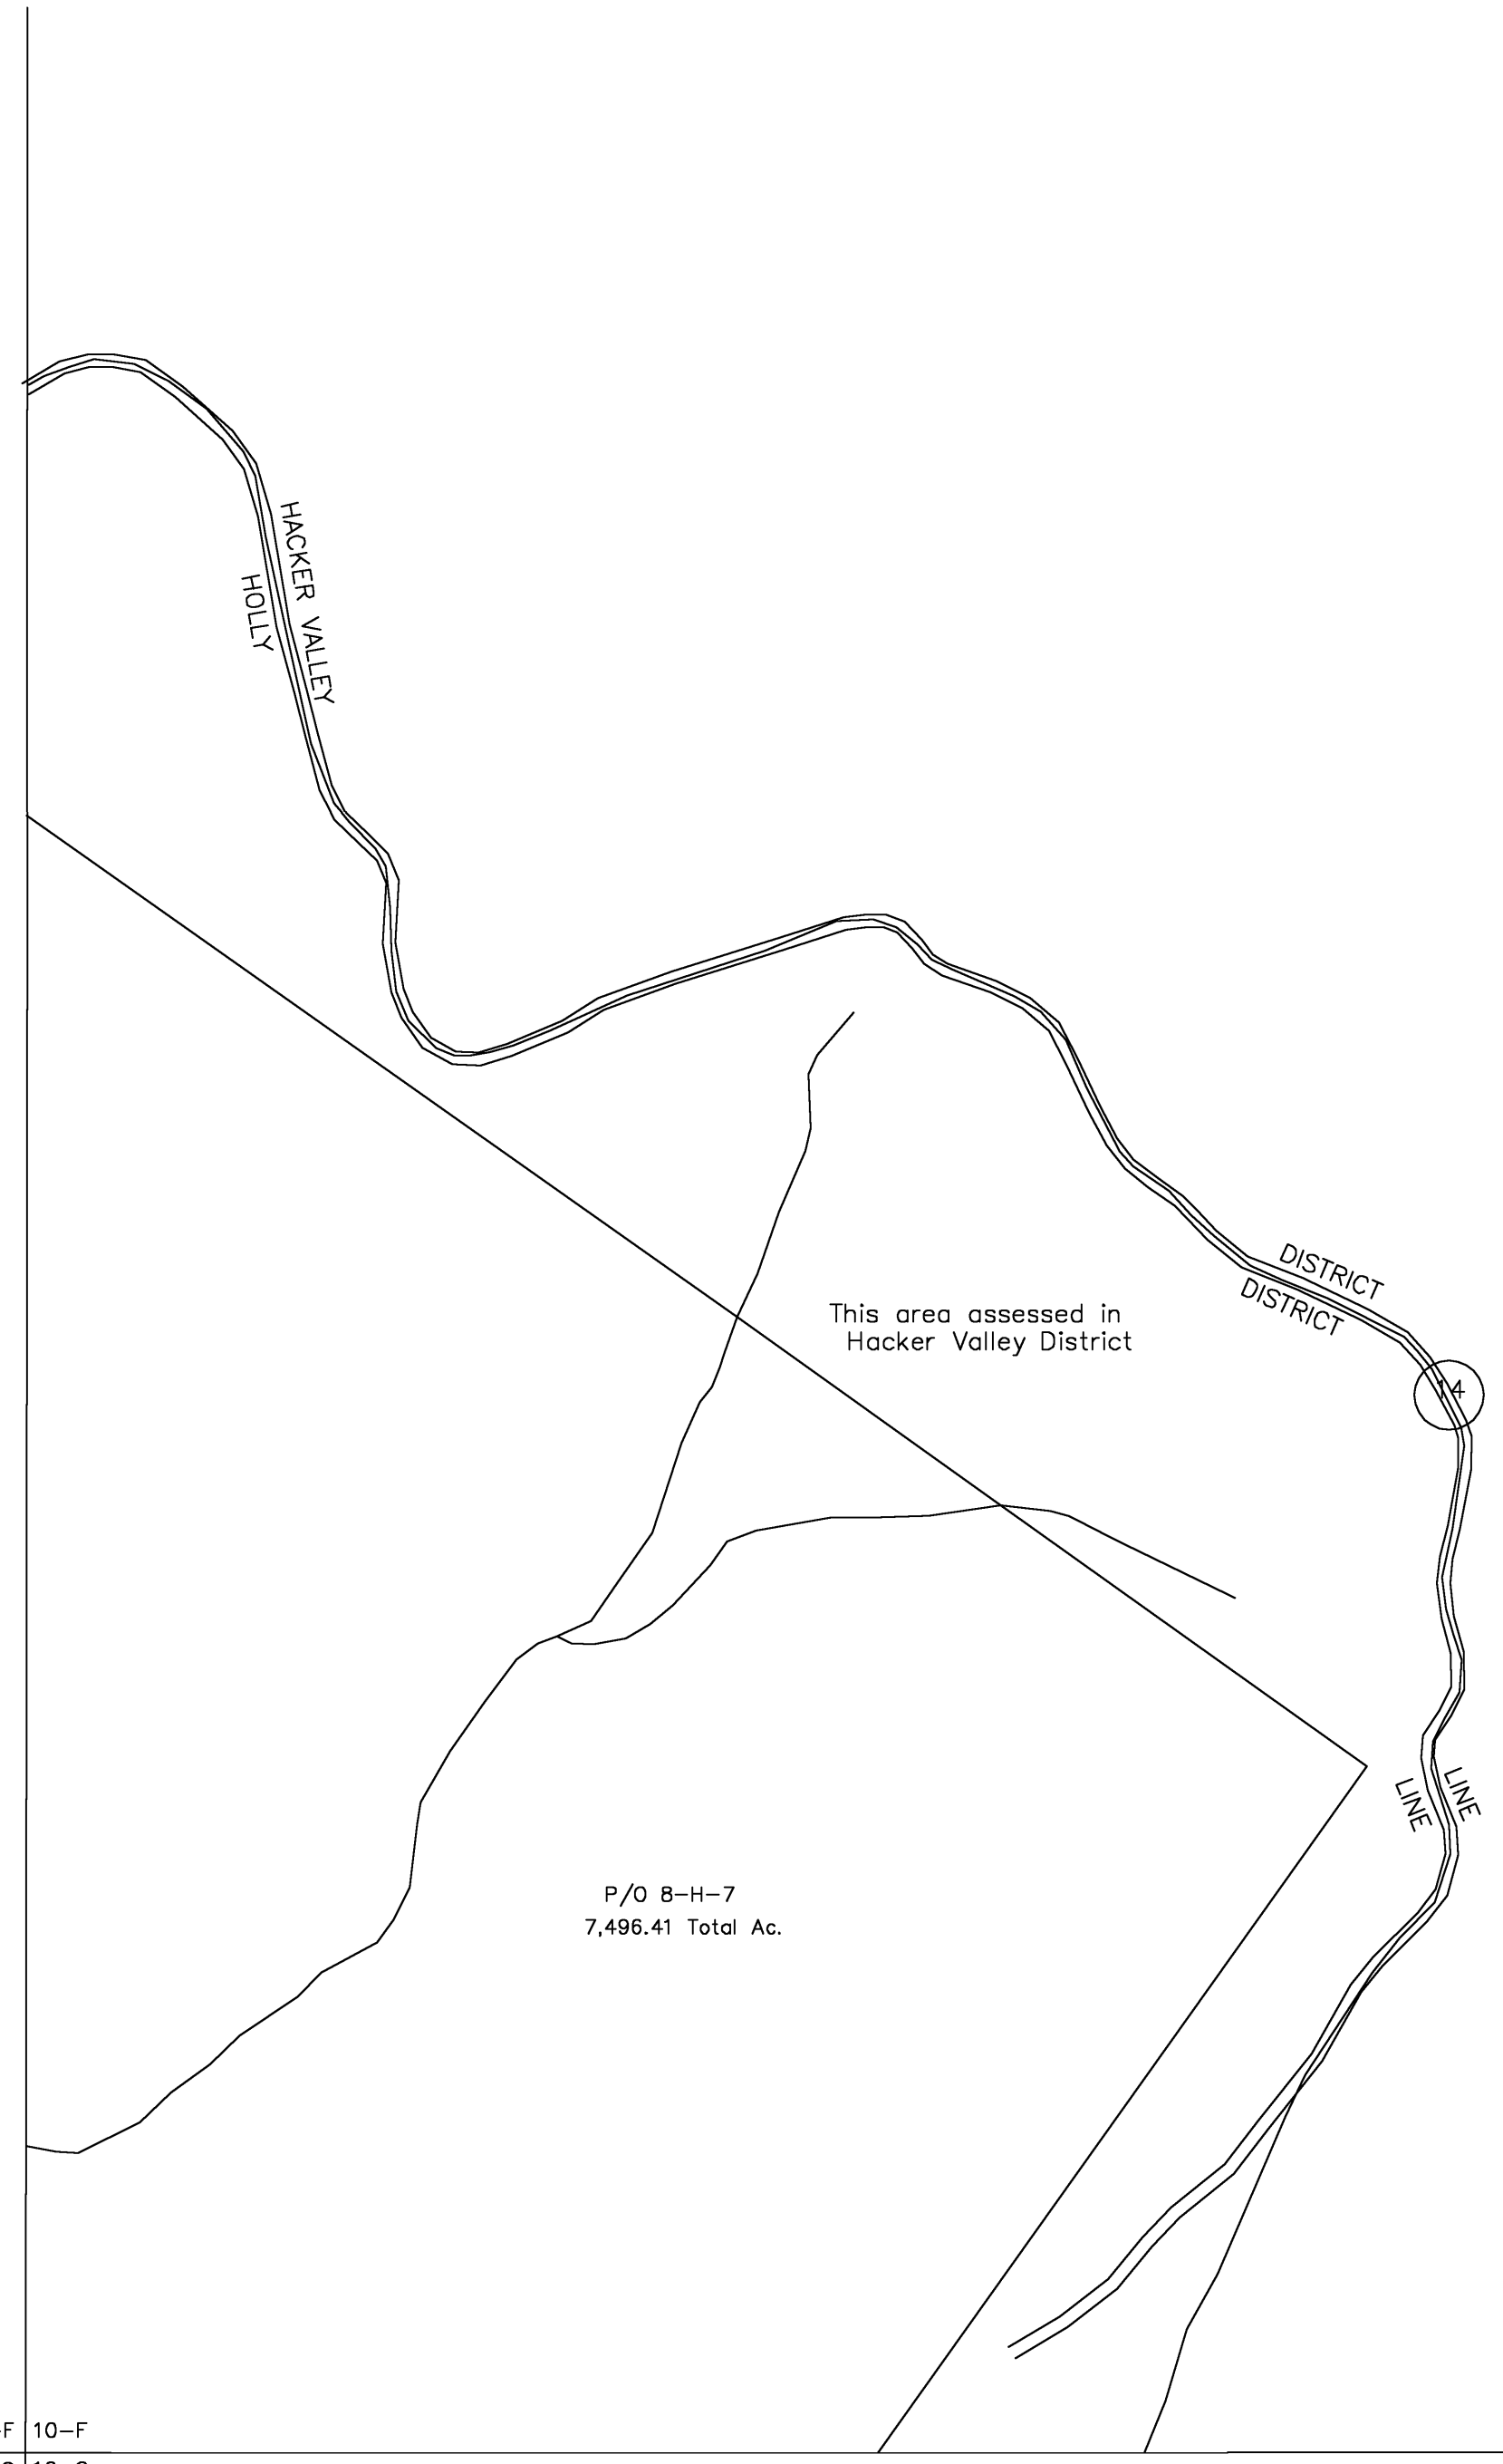 HACKER VALLEY
HOLLY
DISTRICT
DISTRICT
This area assessed in
Hacker Valley District
14
LINE
LINE
P/O 8-H-7
7,496.41 Total Ac.
10-F